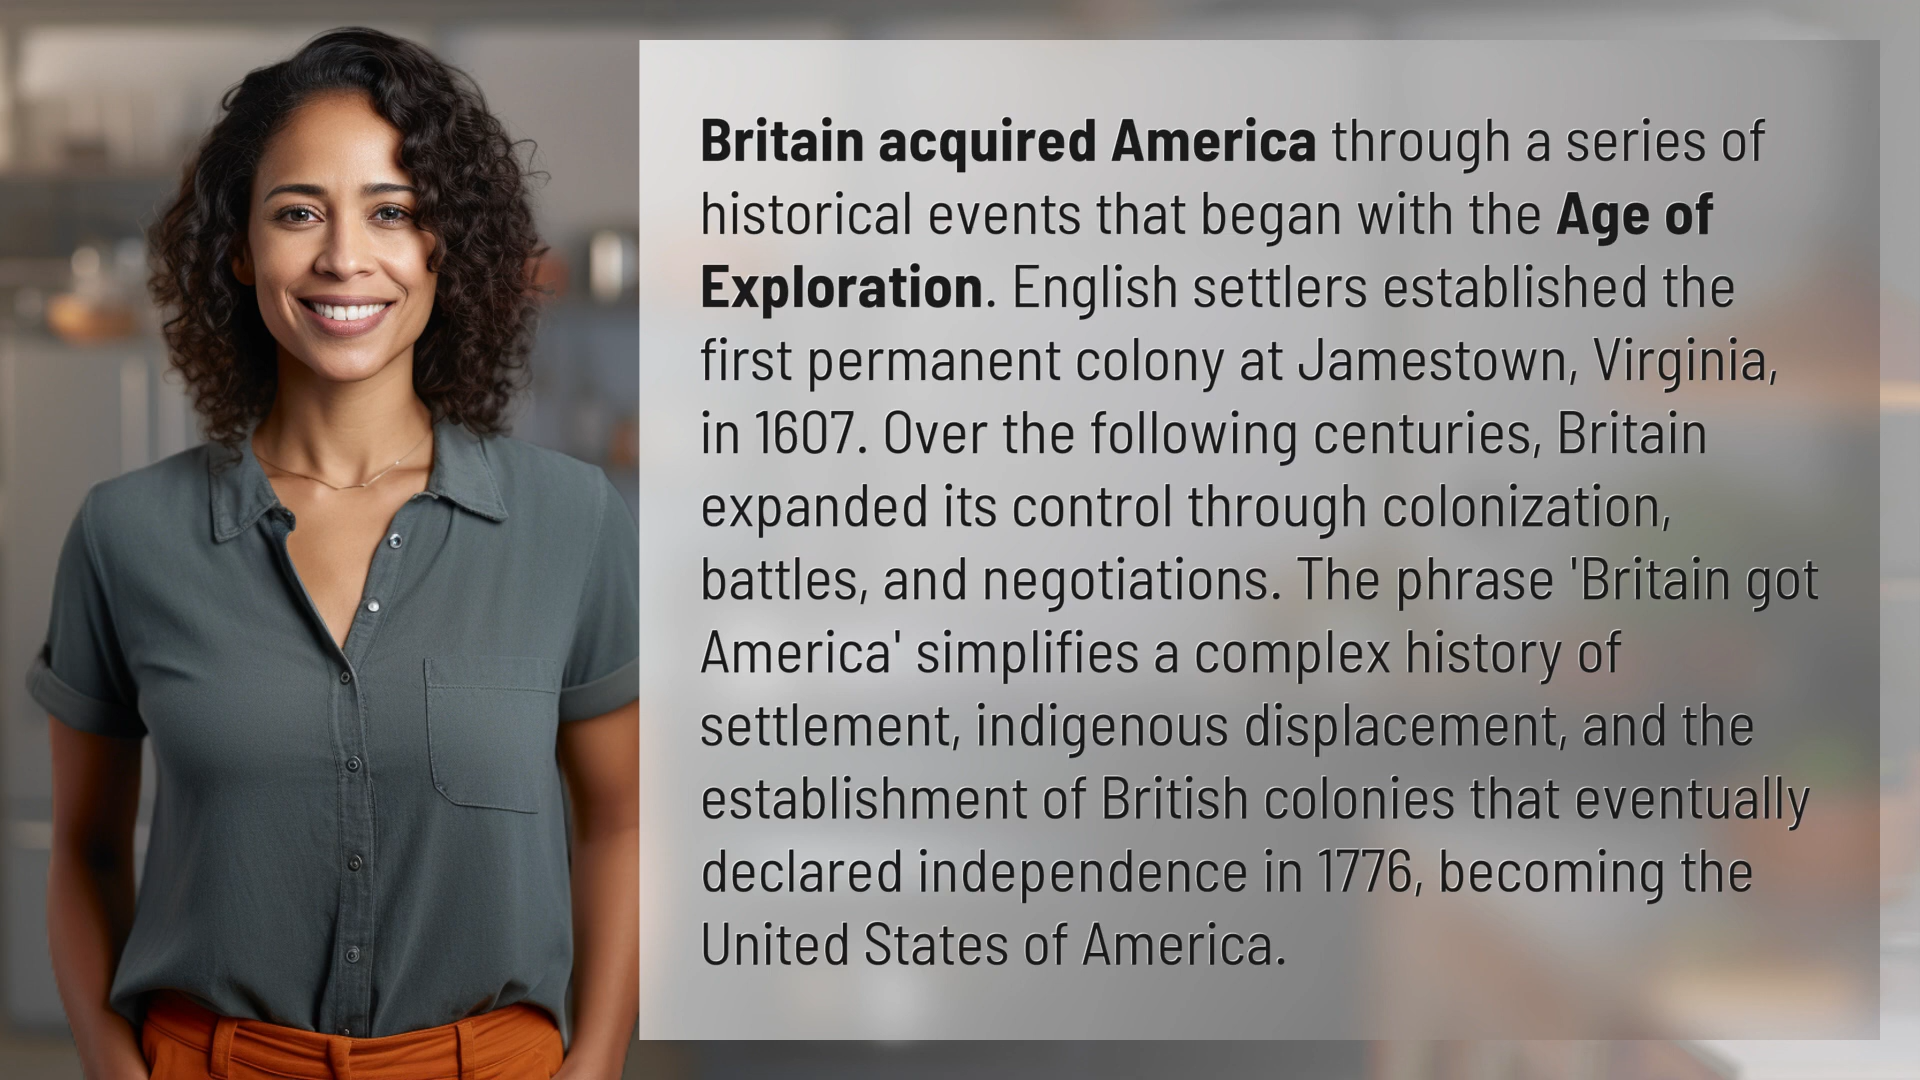 Britain acquired America through a series of
historical events that began with the Age of
Exploration. English settlers established the
first permanent colony at Jamestown, Virginia,
in 1607. Over the following centuries, Britain
expanded its control through colonization,
battles, and negotiations. The phrase 'Britain got
America' simplifies a complex history of
settlement, indigenous displacement, and the
establishment of British colonies that eventually
declared independence in 1776, becoming the
United States of America.